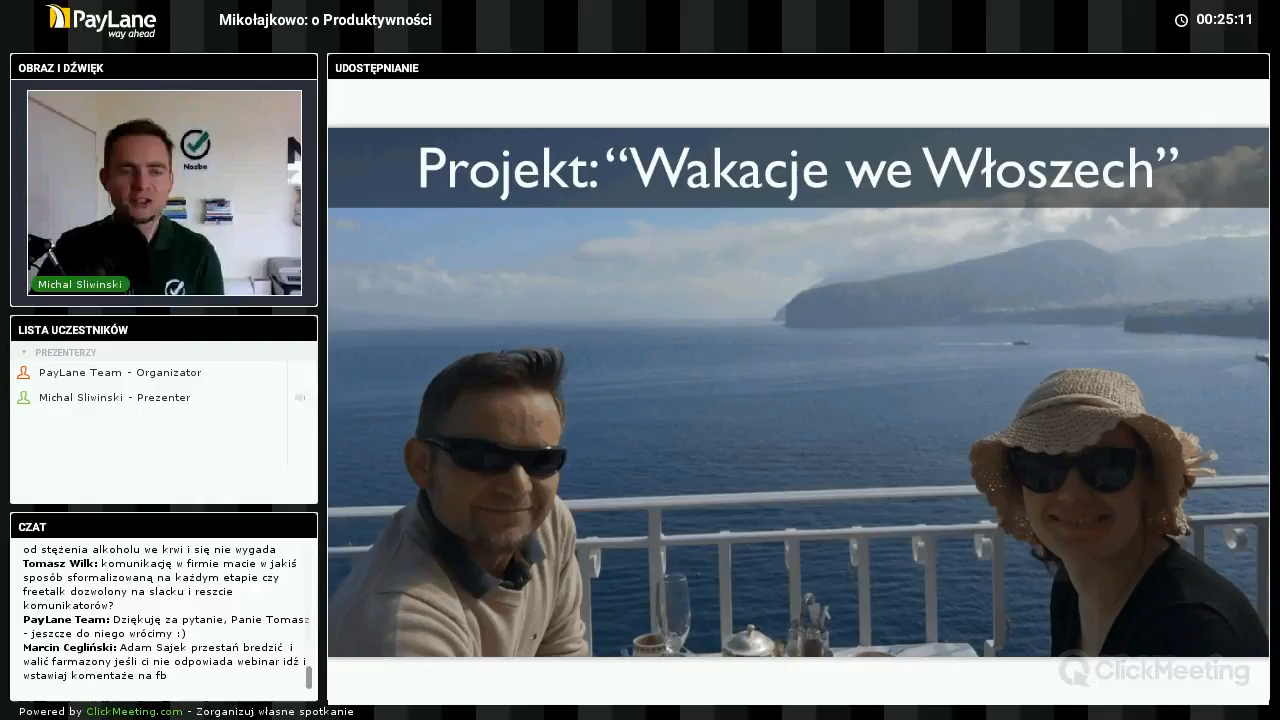 PayLane
way ahead
Mikołajkowo: o Produktywności
00:25:11
OBRAZ I DŹWIĘK
Nozbe
Michal Sliwinski
LISTA UCZESTNIKÓW
PREZENTERZY
PayLane Team - Organizator
Michal Sliwinski - Prezenter
CZAT
od stężenia alkoholu we krwi i się nie wygada
Tomasz Wilk: komunikację w firmie macie w jakiś
sposób sformalizowaną na każdym etapie czy
freetalk dozwolony na slacku i reszcie
komunikatorów?
PayLane Team: Dziękuję za pytanie, Panie Tomasz
- jeszcze do niego wrócimy :)
Marcin Cegliński: Adam Sajek przestań bredzić i
walić farmazony jeśli ci nie odpowiada webinar idź i
wstawiaj komentaże na fb
UDOSTĘPNIANIE
Projekt: “Wakacje we Włoszech”
ClickMeeting
Powered by ClickMeeting.com - Zorganizuj własne spotkanie